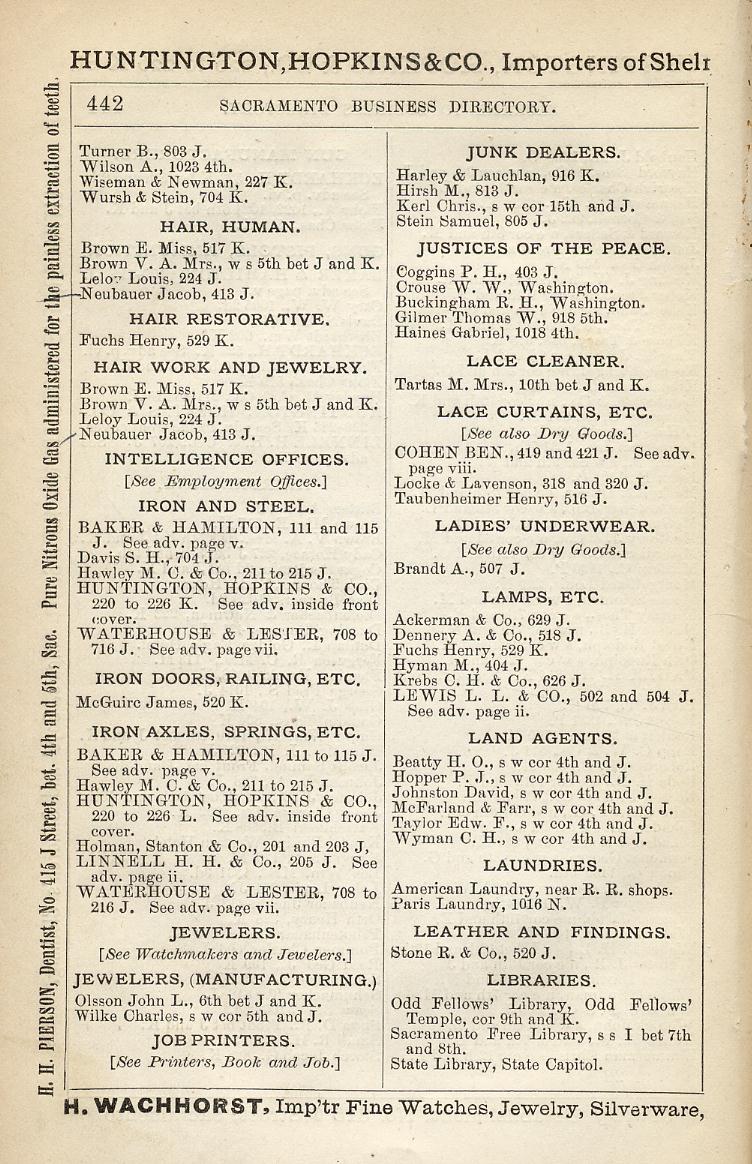 HUNTINGTON, HOPKINS & CO., Importers of Shelf
442 SACRAMENTO BUSINESS DIRECTORY.
Turner B., 803 J.
Wilson A., 1023 4th.
Wiseman & Newman, 227 K.
Wursh & Stein, 704 K.
HAIR, HUMAN.
Brown E. Miss, 517 K.
Brown V. A. Mrs., w s 5th bet J and K.
Leloy Louis, 224 J.
Neubauer Jacob, 413 J.
HAIR RESTORATIVE.
Fuchs Henry, 529 K.
HAIR WORK AND JEWELRY.
Brown E. Miss, 517 K.
Brown V. A. Mrs., w s 5th bet J and K.
Leloy Louis, 224 J.
Neubauer Jacob, 413 J.
INTELLIGENCE OFFICES.
[See Employment Offices.]
IRON AND STEEL.
BAKER & HAMILTON, 111 and 115
J. See adv. page v.
Davis S. H., 704 J.
Hawley M. C. & Co., 211 to 215 J.
HUNTINGTON, HOPKINS & CO.,
220 to 226 K. See adv. inside front
cover.
WATERHOUSE & LESTER, 708 to
716 J. See adv. page vii.
IRON DOORS, RAILING, ETC.
McGuire James, 520 K.
IRON AXLES, SPRINGS, ETC.
BAKER & HAMILTON, 111 to 115 J.
See adv. page v.
Hawley M. C. & Co., 211 to 215 J.
HUNTINGTON, HOPKINS & CO.,
220 to 226 L. See adv. inside front
cover.
Holman, Stanton & Co., 201 and 203 J,
LINNELL H. H. & Co., 205 J. See
adv. page ii.
WATERHOUSE & LESTER, 708 to
216 J. See adv. page vii.
JEWELERS.
[See Watchmakers and Jewelers.]
JEWELERS, (MANUFACTURING.)
Olsson John L., 6th bet J and K.
Wilke Charles, s w cor 5th and J.
JOB PRINTERS.
[See Printers, Book and Job.]
JUNK DEALERS.
Harley & Lauchlan, 916 K.
Hirsh M., 813 J.
Kerl Chris., s w cor 15th and J.
Stein Samuel, 805 J.
JUSTICES OF THE PEACE.
Coggins P. H., 403 J.
Crouse W. W., Washington.
Buckingham R. H., Washington.
Gilmer Thomas W., 918 5th.
Haines Gabriel, 1018 4th.
LACE CLEANER.
Tartas M. Mrs., 10th bet J and K.
LACE CURTAINS, ETC.
[See also Dry Goods.]
COHEN BEN., 419 and 421 J. See adv.
page viii.
Locke & Lavenson, 318 and 320 J.
Taubenheimer Henry, 516 J.
LADIES' UNDERWEAR.
[See also Dry Goods.]
Brandt A., 507 J.
LAMPS, ETC.
Ackerman & Co., 629 J.
Dennery A. & Co., 518 J.
Fuchs Henry, 529 K.
Hyman M., 404 J.
Krebs C. H. & Co., 626 J.
LEWIS L. L. & CO., 502 and 504 J.
See adv. page ii.
LAND AGENTS.
Beatty H. O., s w cor 4th and J.
Hopper P. J., s w cor 4th and J.
Johnston David, s w cor 4th and J.
McFarland & Farr, s w cor 4th and J.
Taylor Edw. F., s w cor 4th and J.
Wyman C. H., s w cor 4th and J.
LAUNDRIES.
American Laundry, near R. R. shops.
Paris Laundry, 1016 N.
LEATHER AND FINDINGS.
Stone R. & Co., 520 J.
LIBRARIES.
Odd Fellows' Library, Odd Fellows'
Temple, cor 9th and K.
Sacramento Free Library, s s I bet 7th
and 8th.
State Library, State Capitol.
H. WACHHORST, Imp'tr Fine Watches, Jewelry, Silverware,
H. H. PIERSON, Dentist, No. 415 J Street, bet. 4th and 5th, Sac. Pure Nitrous Oxide Gas administered for the painless extraction of teeth.